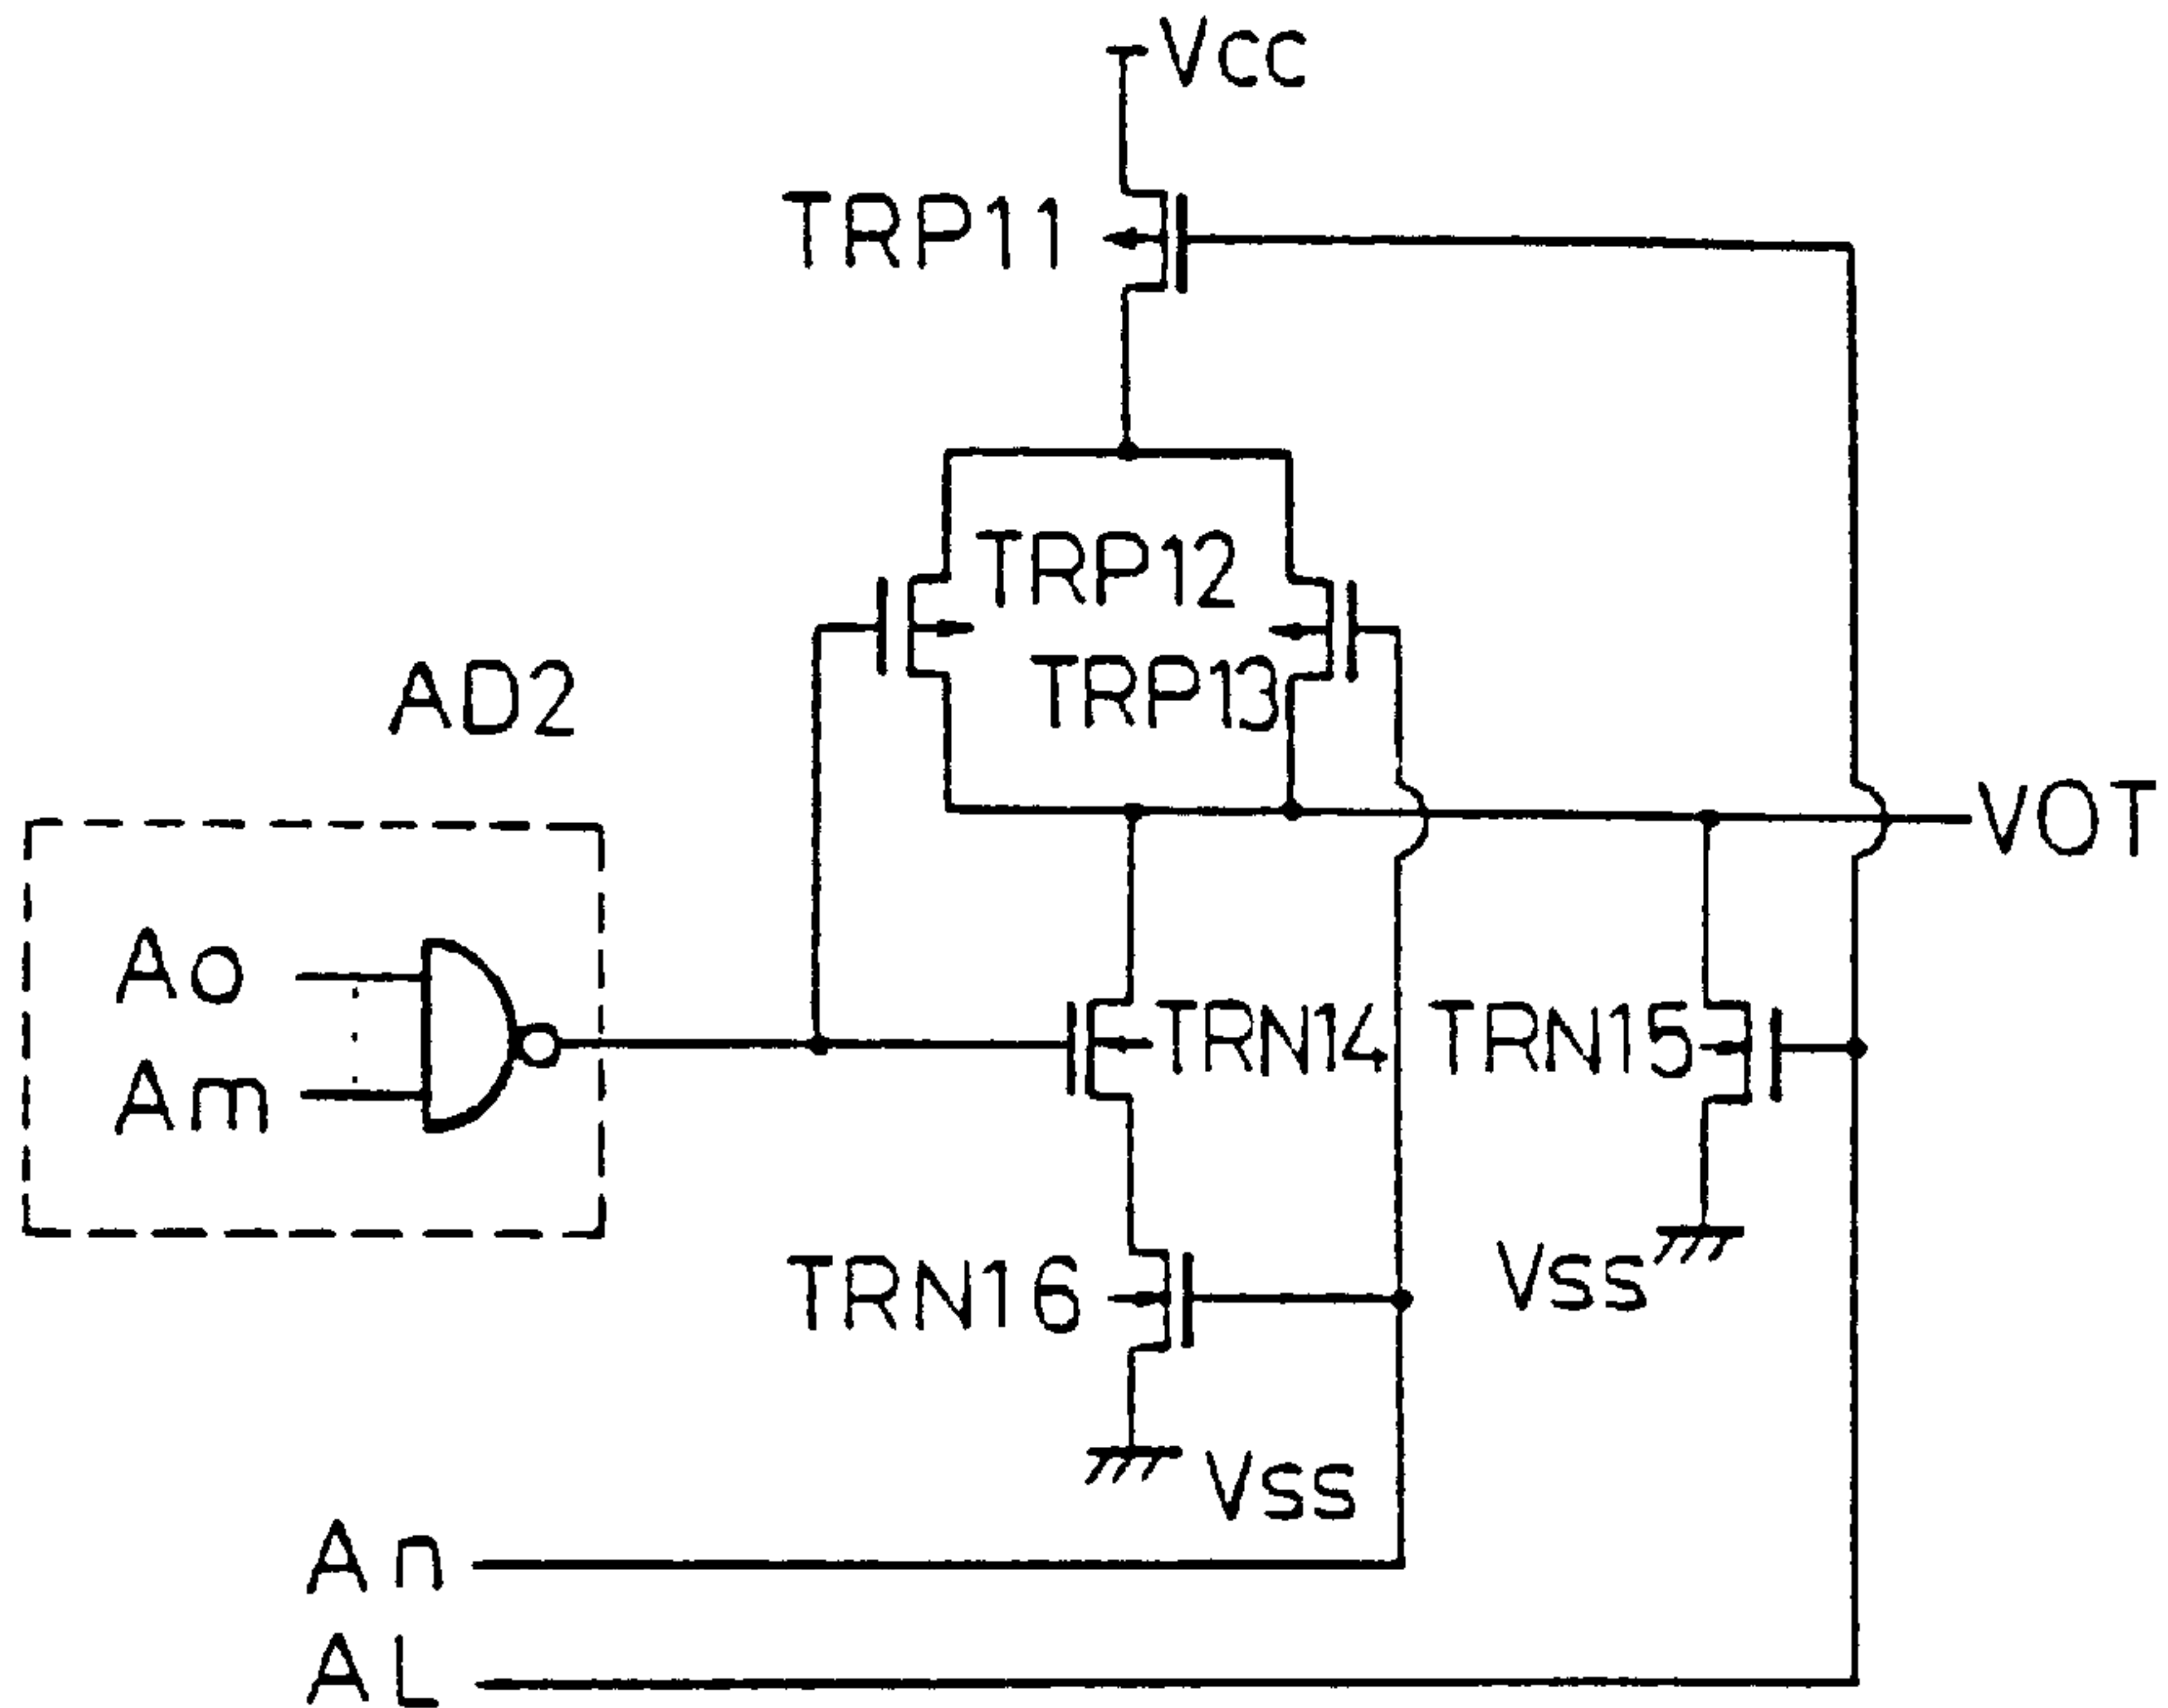 Vcc
TRP11
TRP12
TRP13
AD2
VOT
Ao
Am
TRN14
TRN15
TRN16
Vss
Vss
An
AL